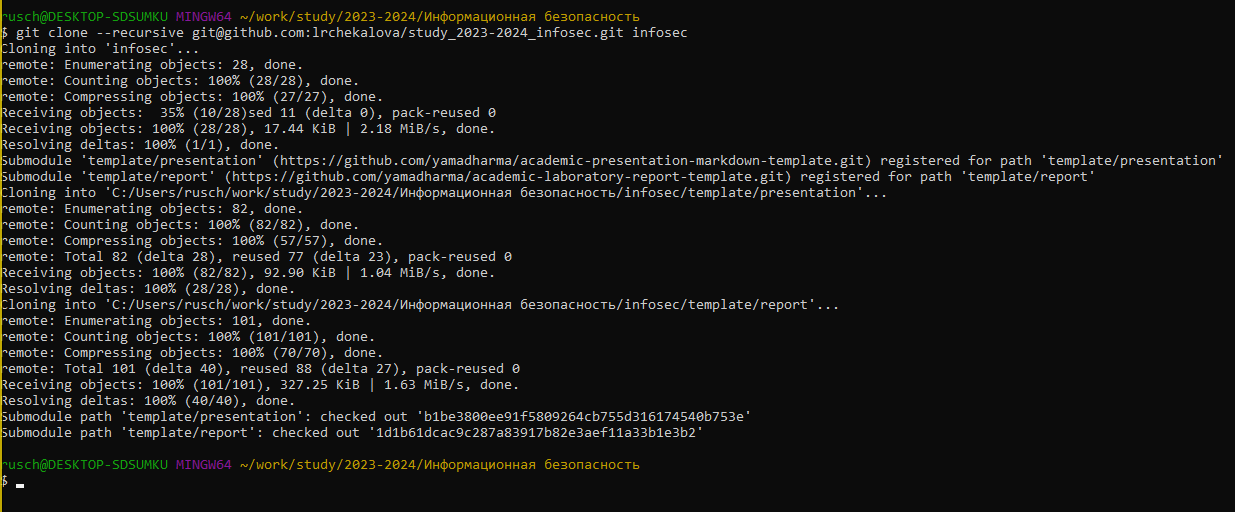 rusch@DESKTOP-SDSUMKU MINGW64 ~/work/study/2023-2024/Информационная безопасность
$ git clone --recursive git@github.com:lrchekalova/study_2023-2024_infosec.git infosec
Cloning into 'infosec'...
remote: Enumerating objects: 28, done.
remote: Counting objects: 100% (28/28), done.
remote: Compressing objects: 100% (27/27), done.
Receiving objects:  35% (10/28)sed 11 (delta 0), pack-reused 0
Receiving objects: 100% (28/28), 17.44 KiB | 2.18 MiB/s, done.
Resolving deltas: 100% (1/1), done.
Submodule 'template/presentation' (https://github.com/yamadharma/academic-presentation-markdown-template.git) registered for path 'template/presentation'
Submodule 'template/report' (https://github.com/yamadharma/academic-laboratory-report-template.git) registered for path 'template/report'
Cloning into 'C:/Users/rusch/work/study/2023-2024/Информационная безопасность/infosec/template/presentation'...
remote: Enumerating objects: 82, done.
remote: Counting objects: 100% (82/82), done.
remote: Compressing objects: 100% (57/57), done.
remote: Total 82 (delta 28), reused 77 (delta 23), pack-reused 0
Receiving objects: 100% (82/82), 92.90 KiB | 1.04 MiB/s, done.
Resolving deltas: 100% (28/28), done.
Cloning into 'C:/Users/rusch/work/study/2023-2024/Информационная безопасность/infosec/template/report'...
remote: Enumerating objects: 101, done.
remote: Counting objects: 100% (101/101), done.
remote: Compressing objects: 100% (70/70), done.
remote: Total 101 (delta 40), reused 88 (delta 27), pack-reused 0
Receiving objects: 100% (101/101), 327.25 KiB | 1.63 MiB/s, done.
Resolving deltas: 100% (40/40), done.
Submodule path 'template/presentation': checked out 'b1be3800ee91f5809264cb755d316174540b753e'
Submodule path 'template/report': checked out '1d1b61dcac9c287a83917b82e3aef11a33b1e3b2'
rusch@DESKTOP-SDSUMKU MINGW64 ~/work/study/2023-2024/Информационная безопасность
$